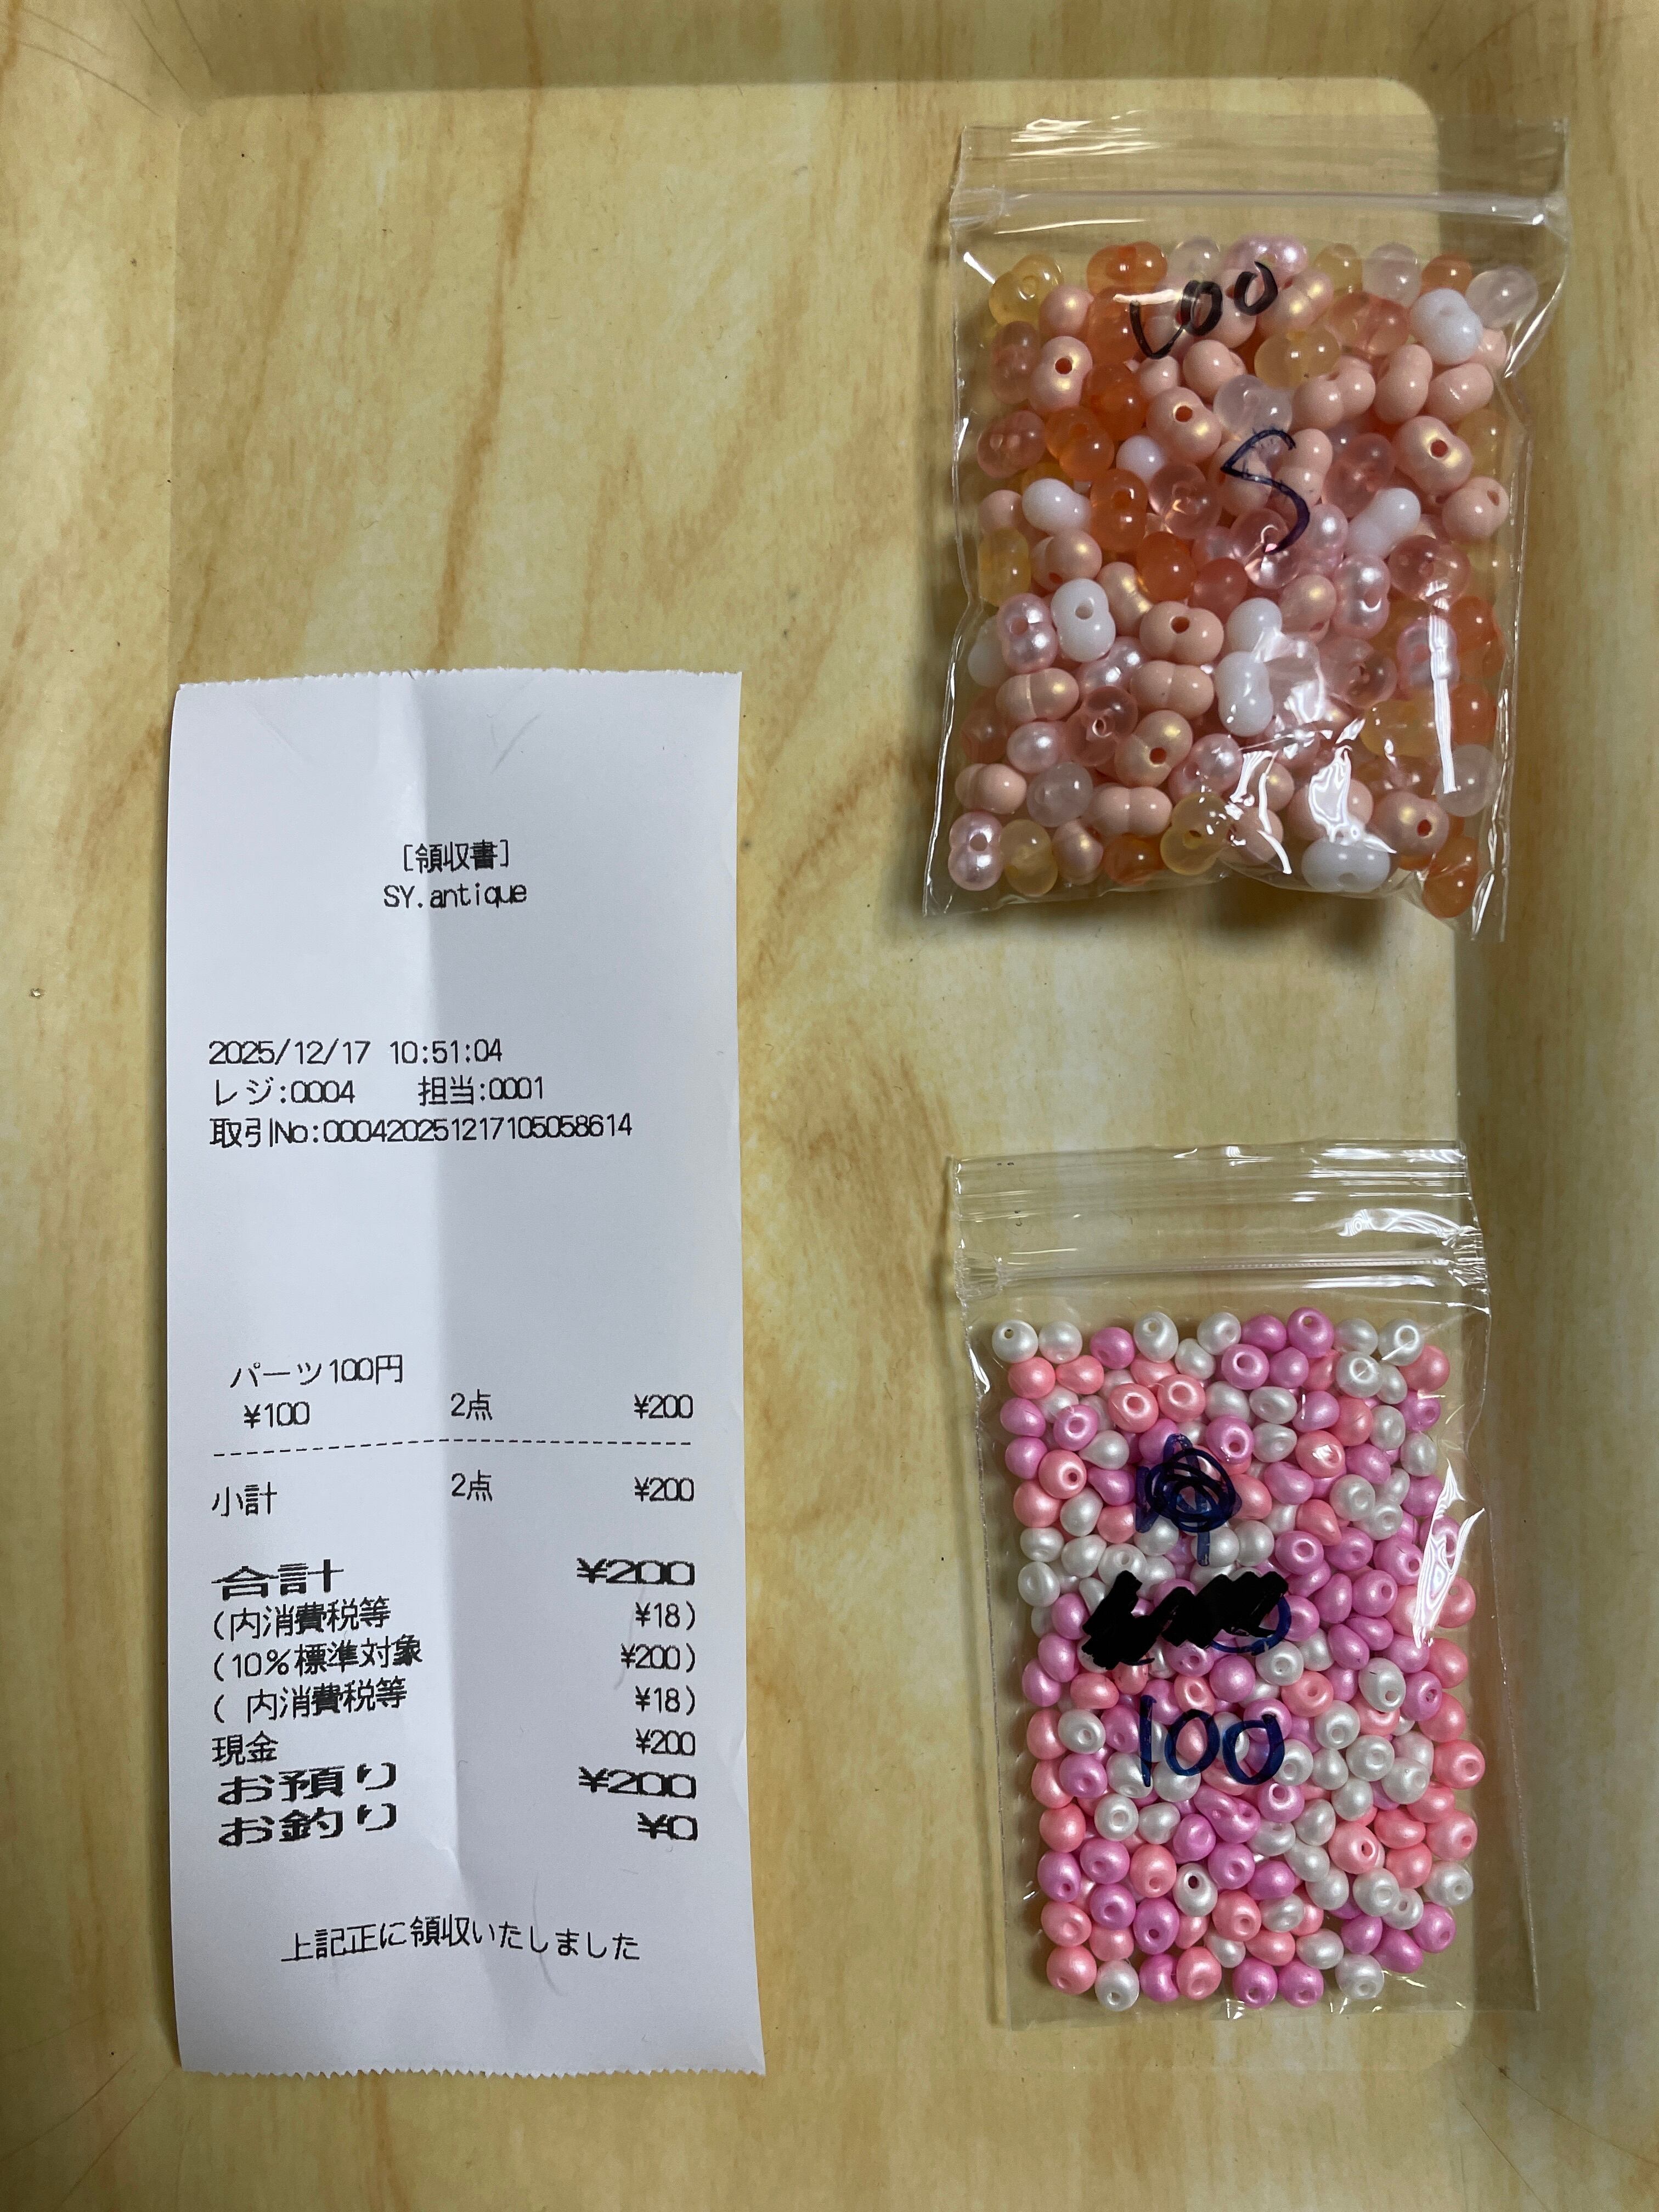 [領収書]
SY.antique
2025/12/17 10:51:04
レジ:0004 担当:0001
取引No:000420251217105058614
パーツ100円
¥100 2点 ¥200
小計 2点 ¥200
合計 ¥200
(内消費税等 ¥18)
(10%標準対象 ¥200)
( 内消費税等 ¥18)
現金 ¥200
お預り ¥200
お釣り ¥0
上記正に領収いたしました
100
5
100